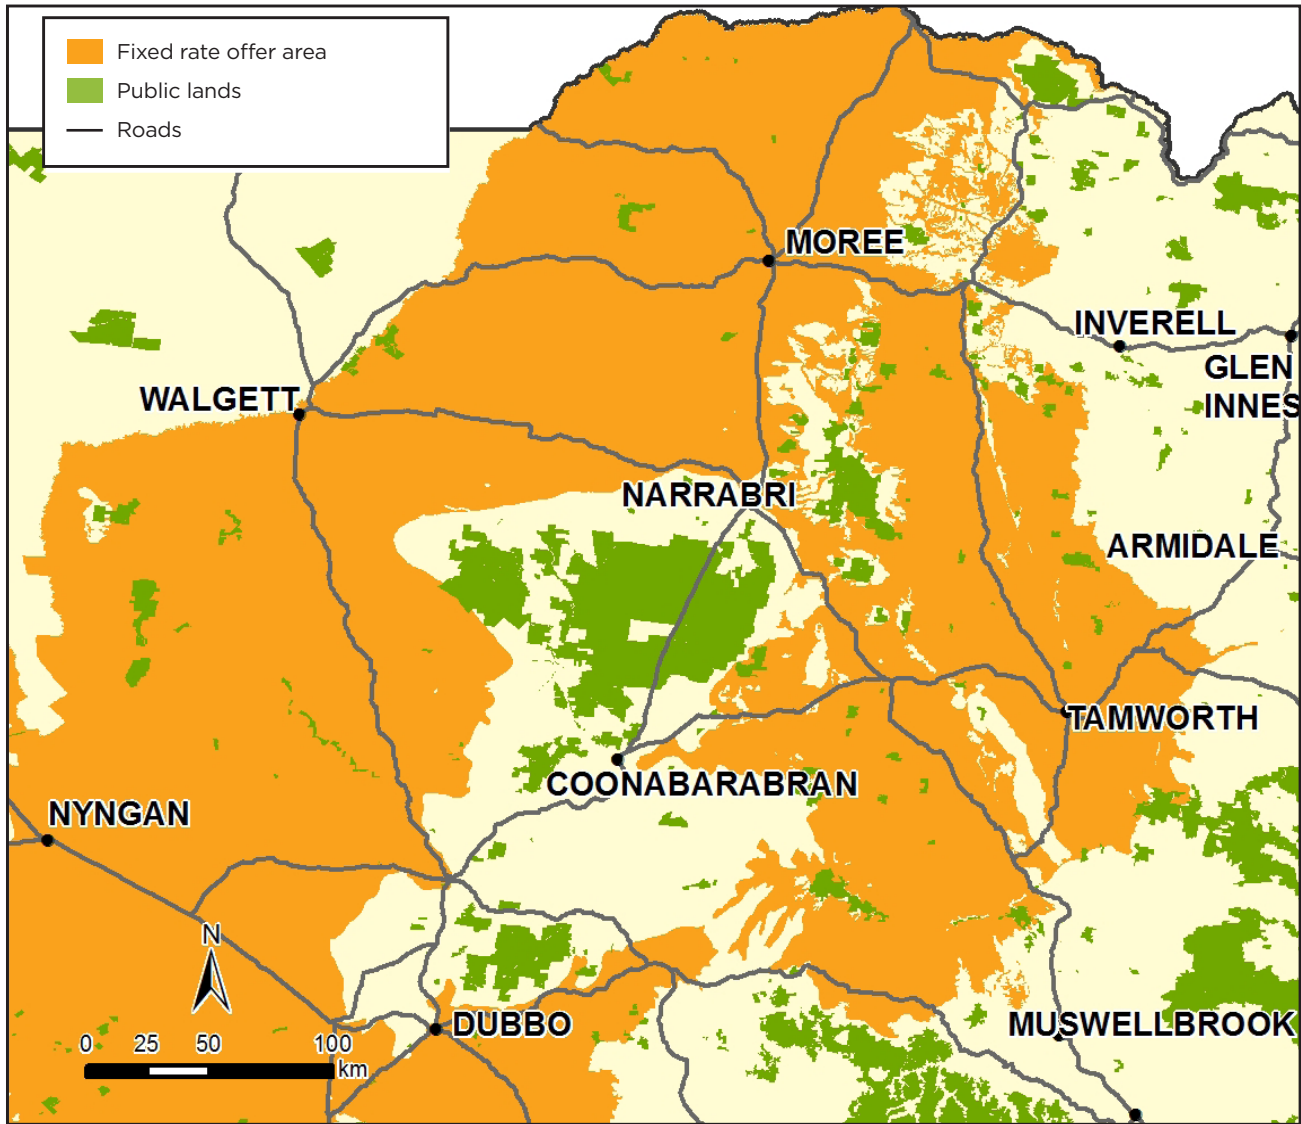 Fixed rate offer area
Public lands
Roads
MOREE
INVERELL
GLEN
INNES
WALGETT
NARRABRI
ARMIDALE
TAMWORTH
COONABARABRAN
NYNGAN
N
DUBBO
MUSWELLBROOK
0 25 50 100
km